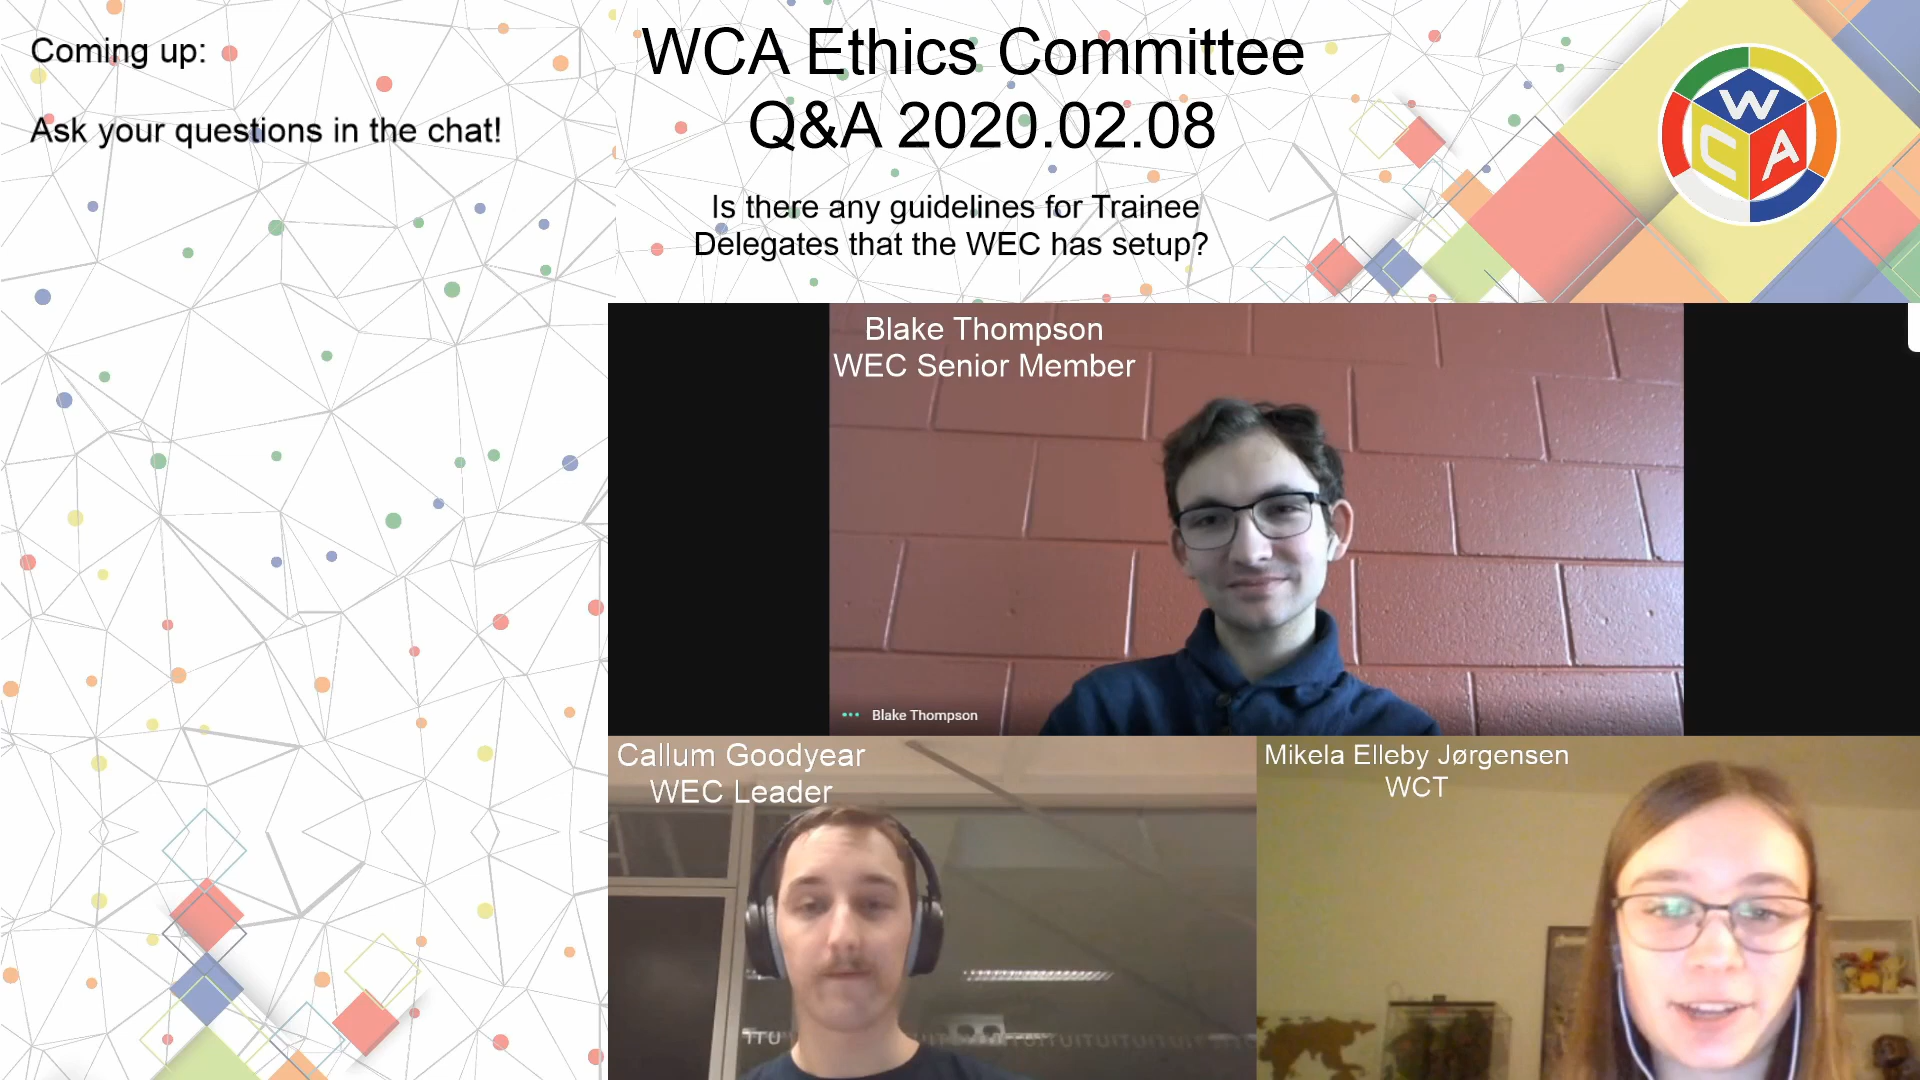 Coming up:
Ask your questions in the chat!
WCA Ethics Committee
Q&A 2020.02.08
Is there any guidelines for Trainee
Delegates that the WEC has setup?
W
C A
Blake Thompson
WEC Senior Member
Blake Thompson
Callum Goodyear
WEC Leader
Mikela Elleby Jørgensen
WCT